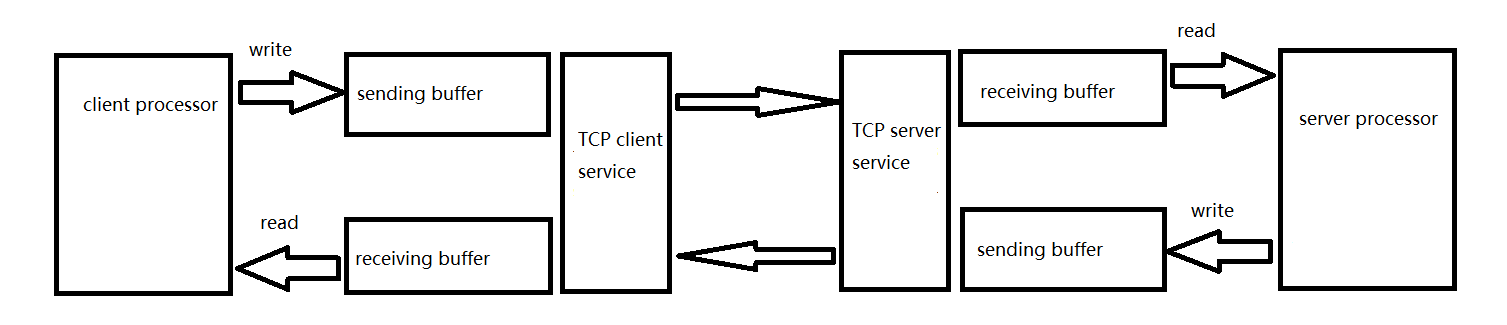 write
client processor
sending buffer
TCP client
service
read
receiving buffer
TCP server
service
receiving buffer
read
server processor
sending buffer
write